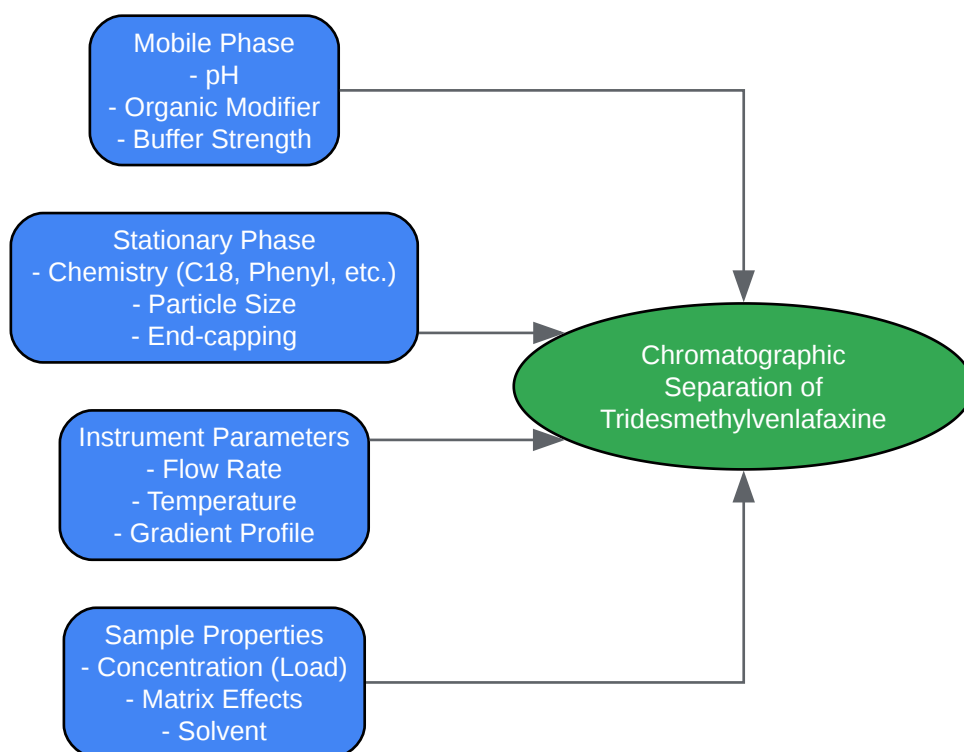 Mobile Phase
- pH
- Organic Modifier
- Buffer Strength
Stationary Phase
- Chemistry (C18, Phenyl, etc.)
- Particle Size
- End-capping
Chromatographic
Separation of
Tridesmethylvenlafaxine
Instrument Parameters
- Flow Rate
- Temperature
- Gradient Profile
Sample Properties
- Concentration (Load)
- Matrix Effects
- Solvent